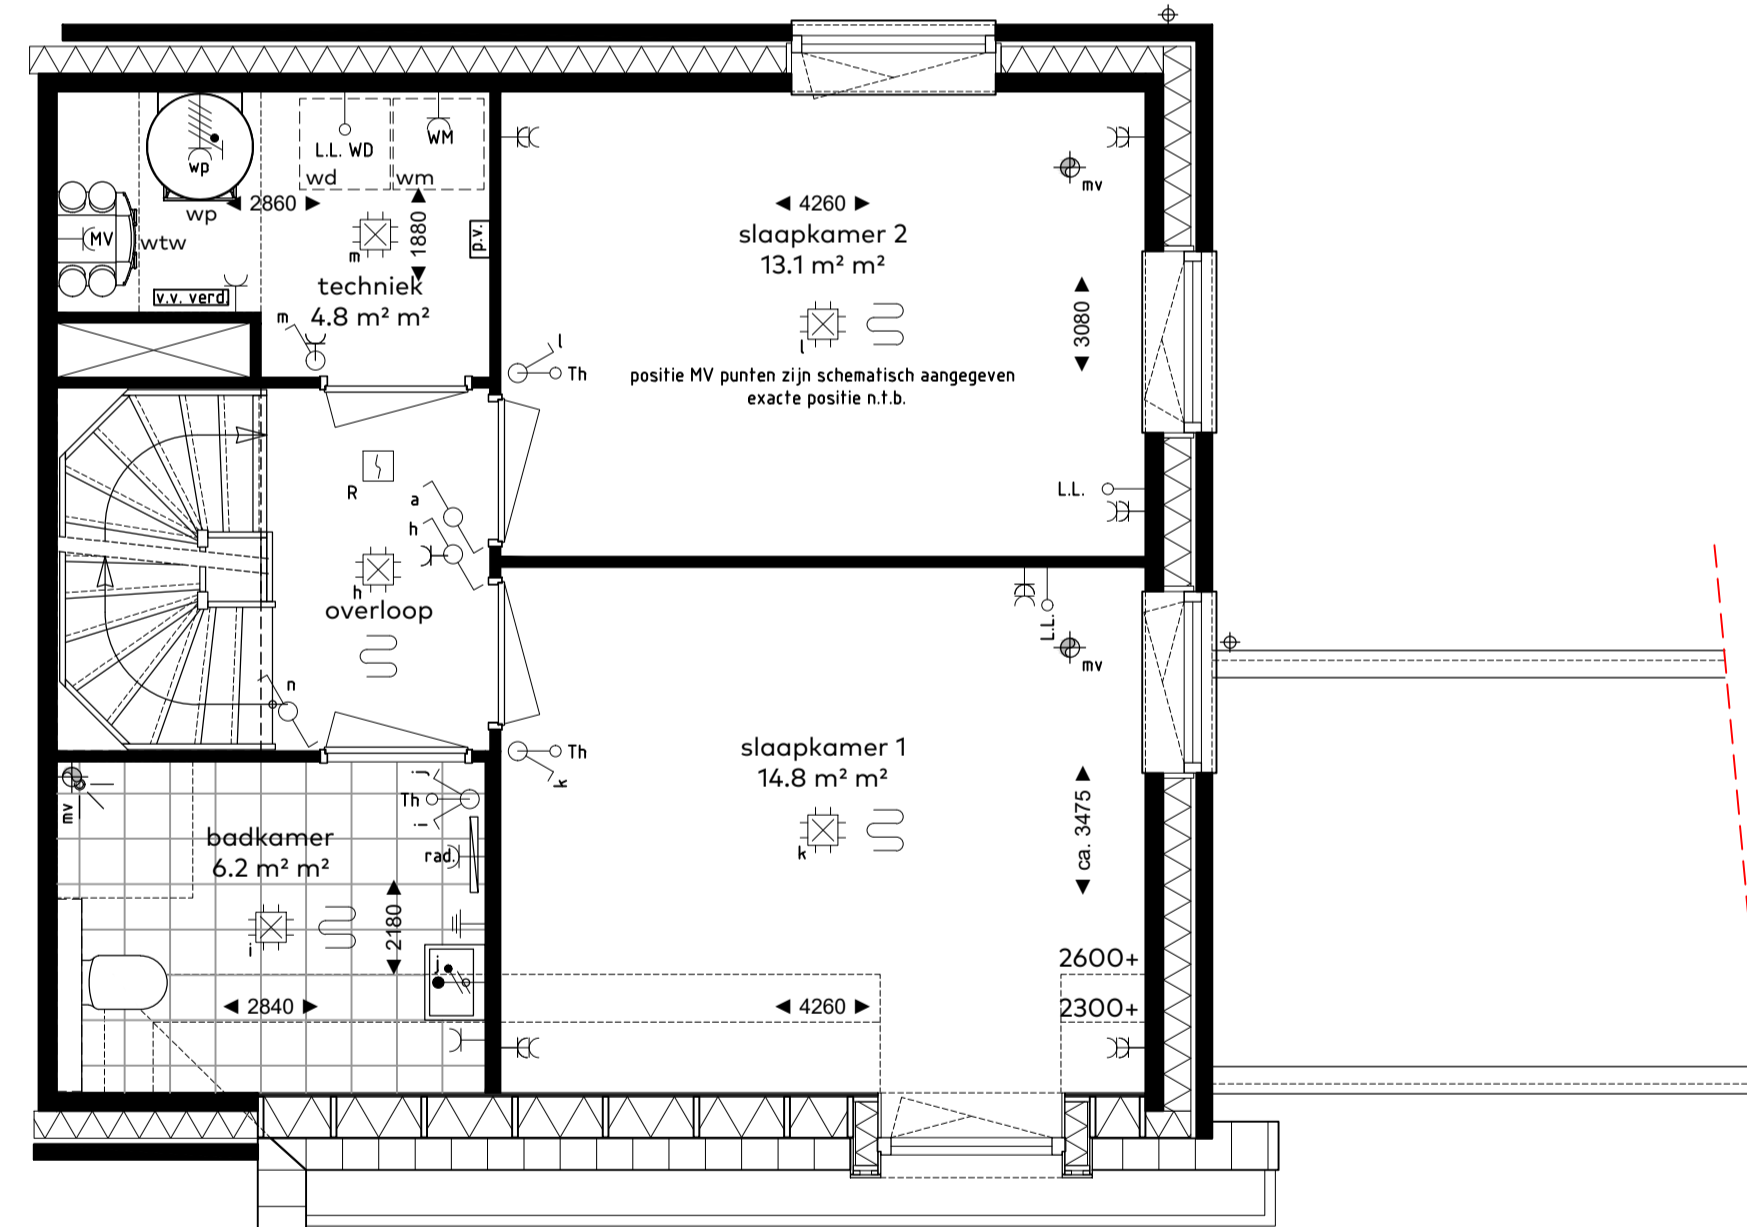 L.L. WD
WM
wd
wm
wp
wp
2860
1880
MV
wtw
m
p.v.
techniek
4.8 m² m²
v.v. verd.
m
mv
4260
slaapkamer 2
13.1 m² m²
3080
l
l
Th
positie MV punten zijn schematisch aangegeven
exacte positie n.t.b.
R
a
h
h
overloop
L.L.
n
L.L.
mv
Th
k
slaapkamer 1
14.8 m² m²
k
ca. 3475
mv
j
Th
i
badkamer
6.2 m² m²
rad.
i
2180
j
2840
4260
2600+
2300+